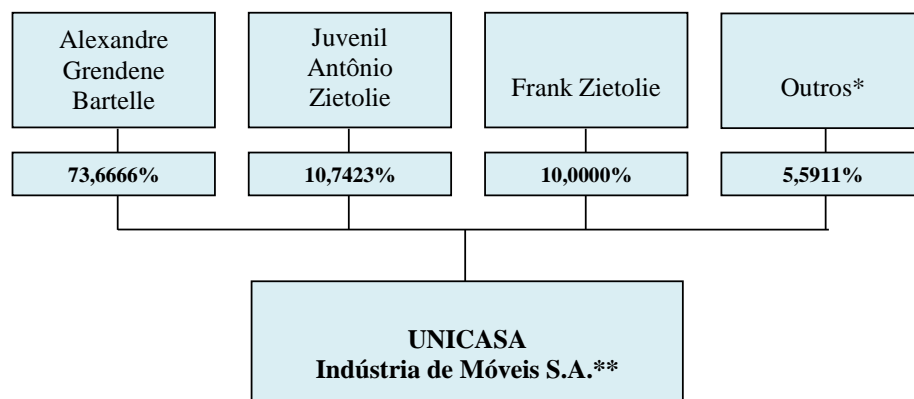 Alexandre
Grendene
Bartelle
Juvenil
Antônio
Zietolie
Frank Zietolie
Outros*
73,6666%
10,7423%
10,0000%
5,5911%
UNICASA
Indústria de Móveis S.A.**